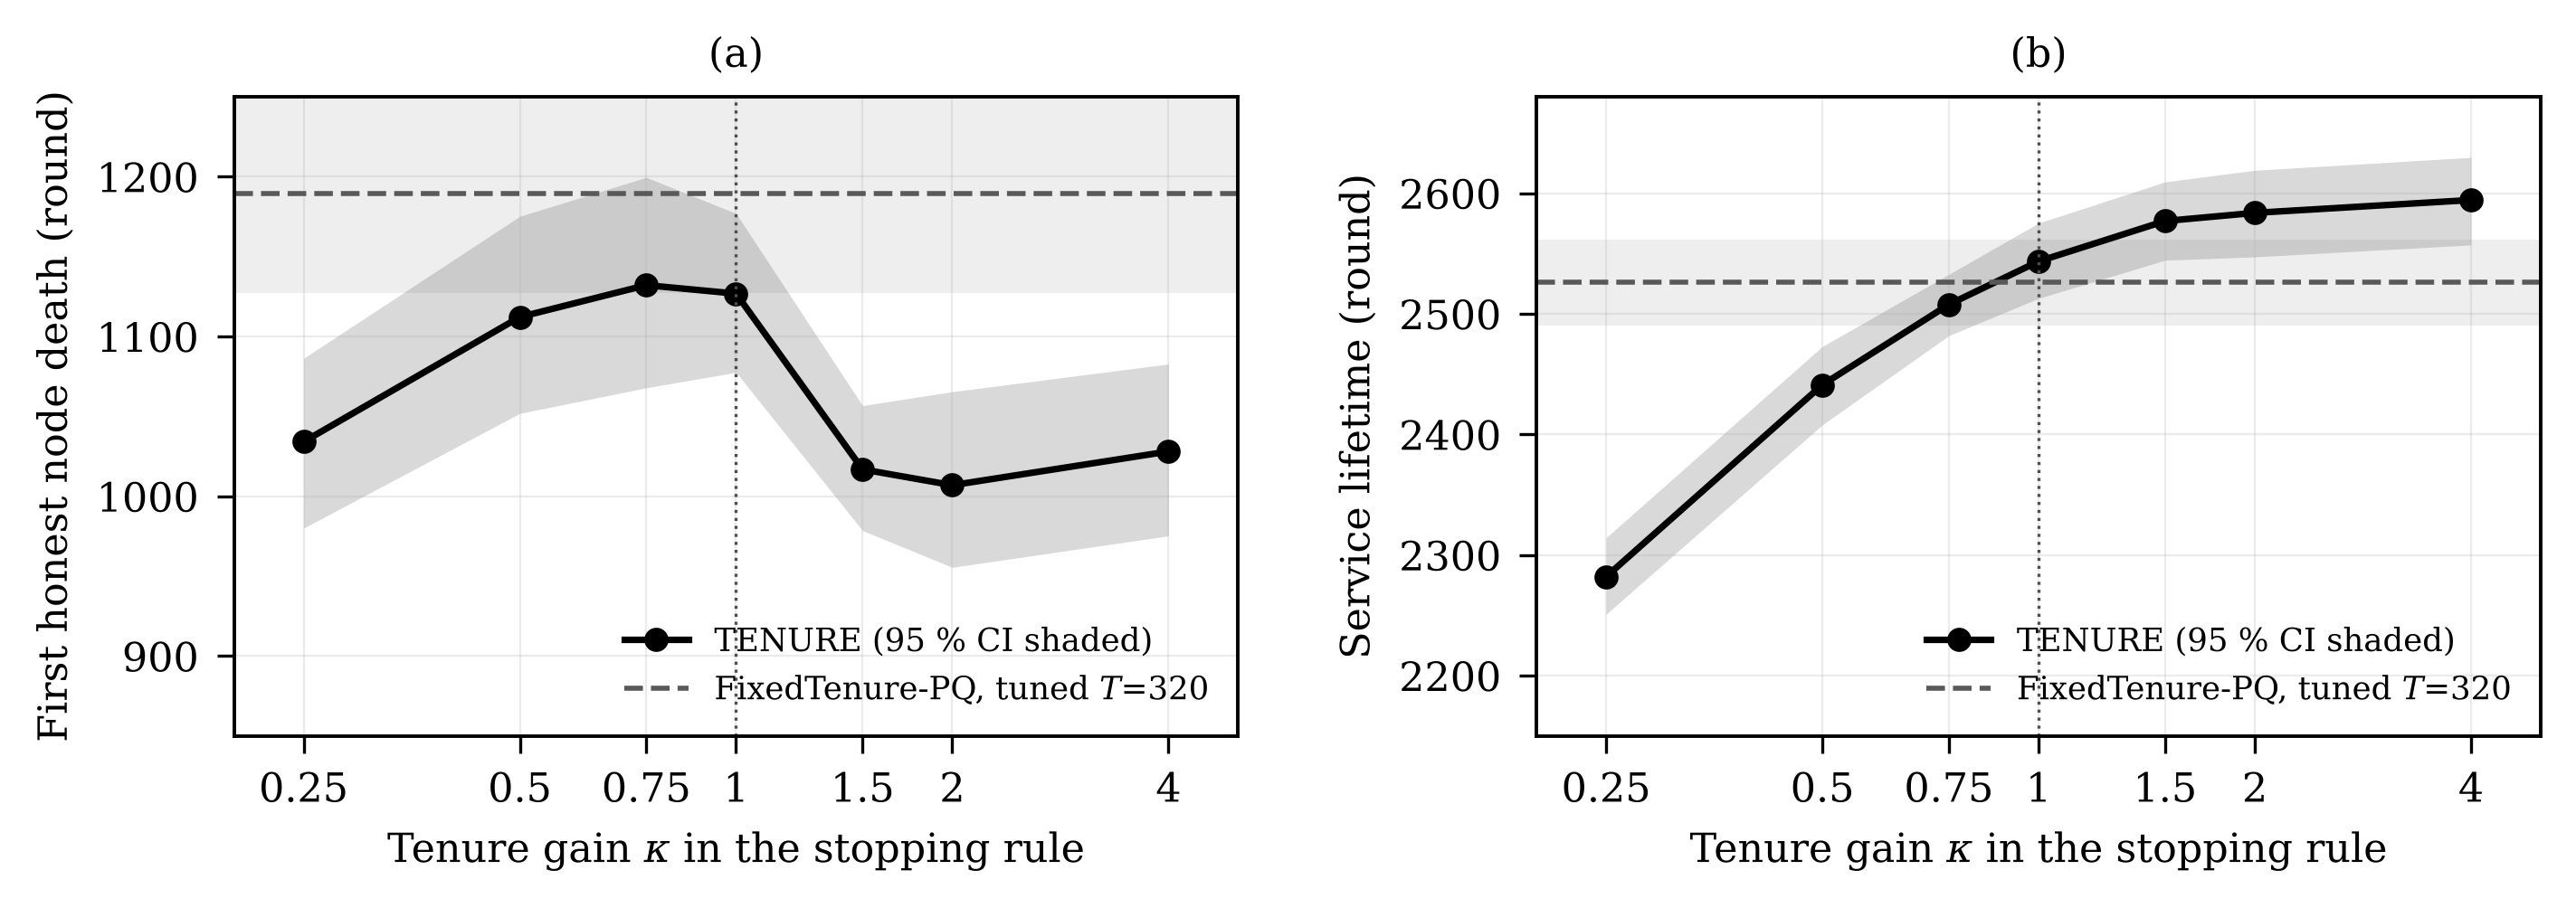 (a)
First honest node death (round)
1200
1100
1000
900
TENURE (95 % CI shaded)
FixedTenure-PQ, tuned T=320
0.25 0.5 0.75 1 1.5 2 4
Tenure gain κ in the stopping rule
(b)
Service lifetime (round)
2600
2500
2400
2300
2200
TENURE (95 % CI shaded)
FixedTenure-PQ, tuned T=320
0.25 0.5 0.75 1 1.5 2 4
Tenure gain κ in the stopping rule